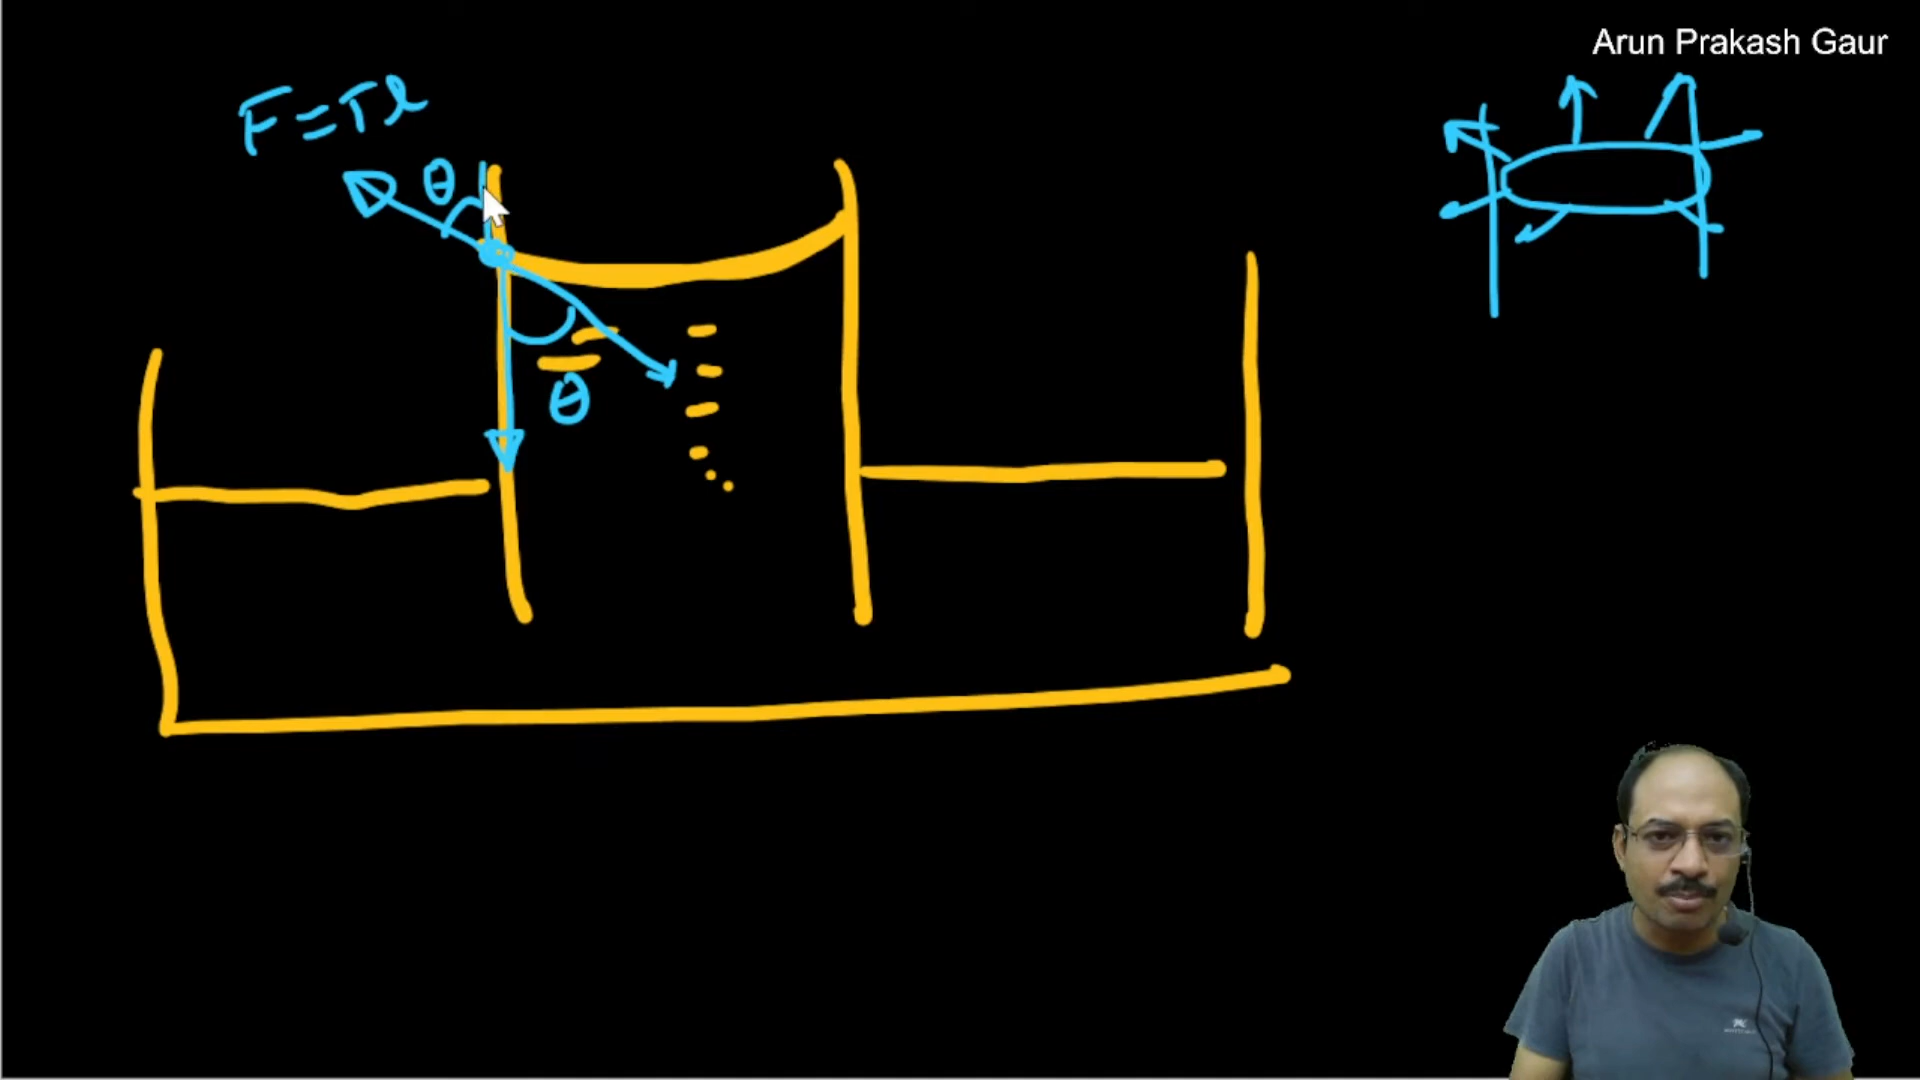 Arun Prakash Gaur
F=Tl
θ
θ